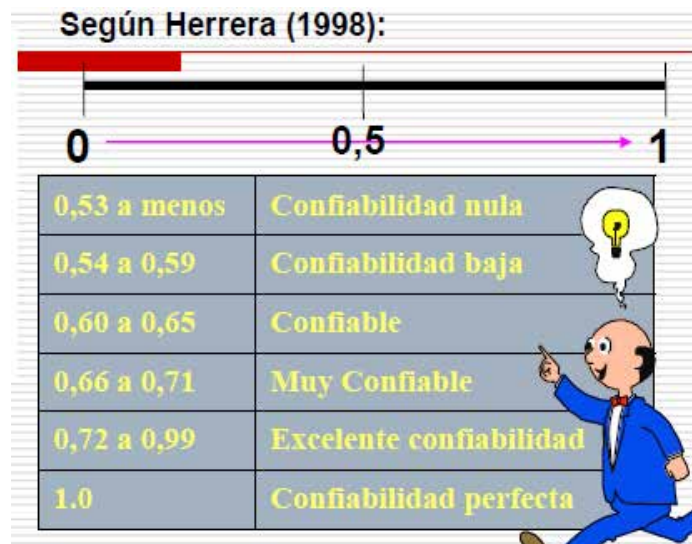 Según Herrera (1998):
0 0,5 1
0,53 a menos Confiabilidad nula
0,54 a 0,59 Confiabilidad baja
0,60 a 0,65 Confiable
0,66 a 0,71 Muy Confiable
0,72 a 0,99 Excelente confiabilidad
1.0 Confiabilidad perfecta